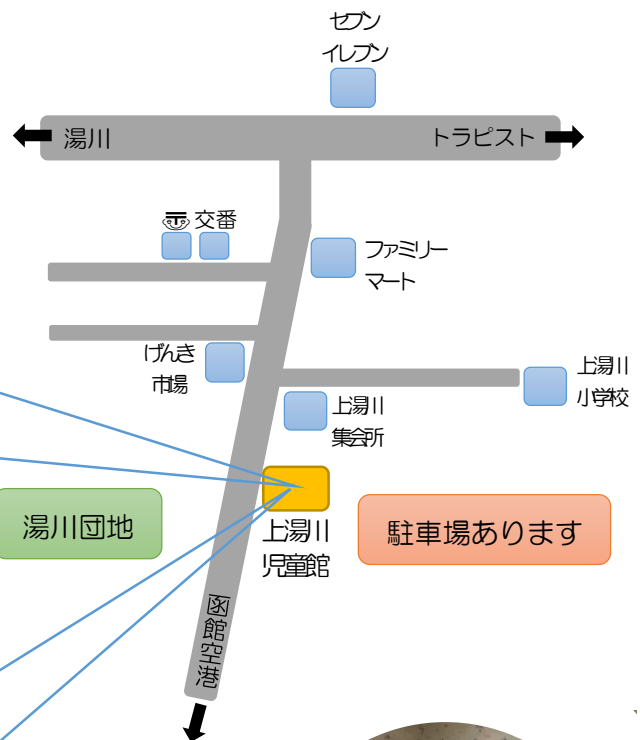 セブン
イレブン
湯川
トラピスト
〒 交番
ファミリー
マート
げんき
市場
上湯川
小学校
上湯川
集会所
湯川団地
上湯川
児童館
駐車場あります
函館空港